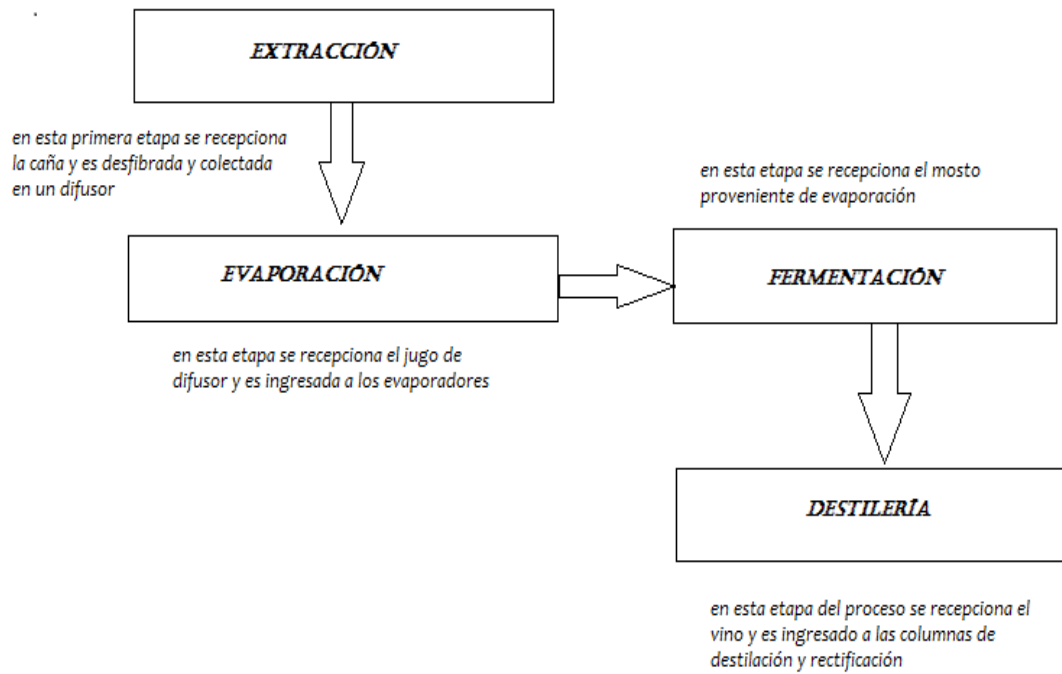 EXTRACCIÓN
en esta primera etapa se recepciona
la caña y es desfibrada y colectada
en un difusor
EVAPORACIÓN
en esta etapa se recepciona el jugo de
difusor y es ingresada a los evaporadores
en esta etapa se recepciona el mosto
proveniente de evaporación
FERMENTACIÓN
DESTILERÍA
en esta etapa del proceso se recepciona el
vino y es ingresado a las columnas de
destilación y rectificación